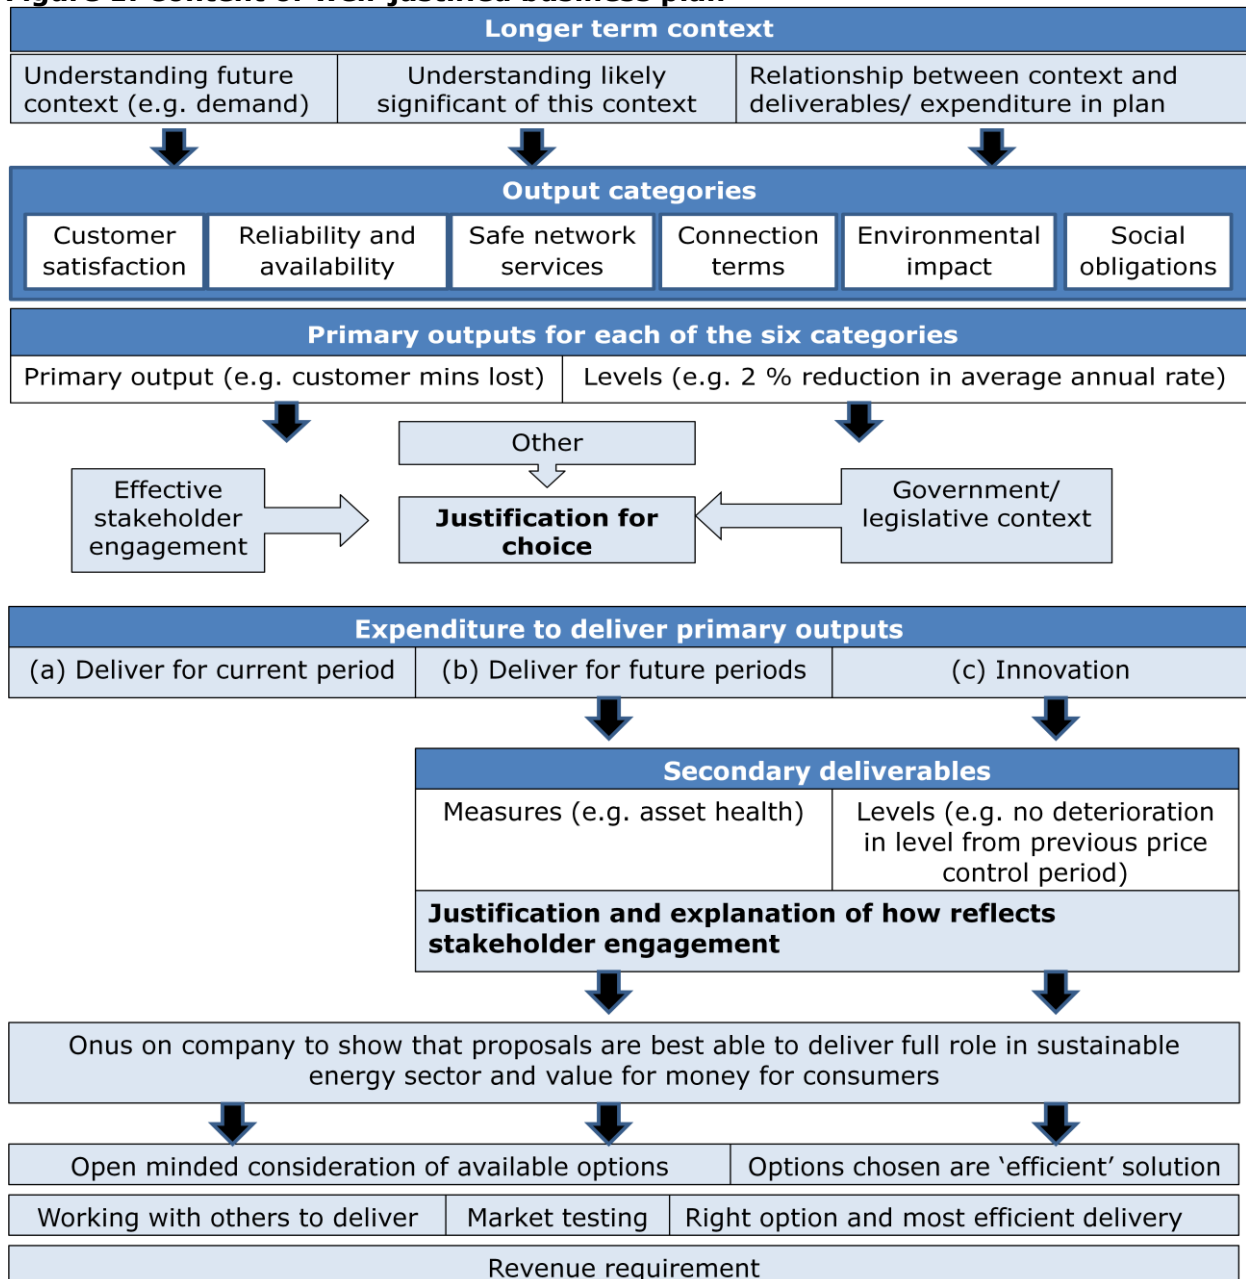 Figure Content of well-justified business plan
Longer term context
Understanding future
context (e.g. demand)
Understanding likely
significant of this context
Relationship between context and
deliverables/ expenditure in plan
Output categories
Customer
satisfaction
Reliability and
availability
Safe network
services
Connection
terms
Environmental
impact
Social
obligations
Primary outputs for each of the six categories
Primary output (e.g. customer mins lost)
Levels (e.g. 2 % reduction in average annual rate)
Other
Effective
stakeholder
engagement
Justification for
choice
Government/
legislative context
Expenditure to deliver primary outputs
(a) Deliver for current period
(b) Deliver for future periods
(c) Innovation
Secondary deliverables
Measures (e.g. asset health)
Levels (e.g. no deterioration
in level from previous price
control period)
Justification and explanation of how reflects
stakeholder engagement
Onus on company to show that proposals are best able to deliver full role in sustainable
energy sector and value for money for consumers
Open minded consideration of available options
Options chosen are ‘efficient’ solution
Working with others to deliver
Market testing
Right option and most efficient delivery
Revenue requirement